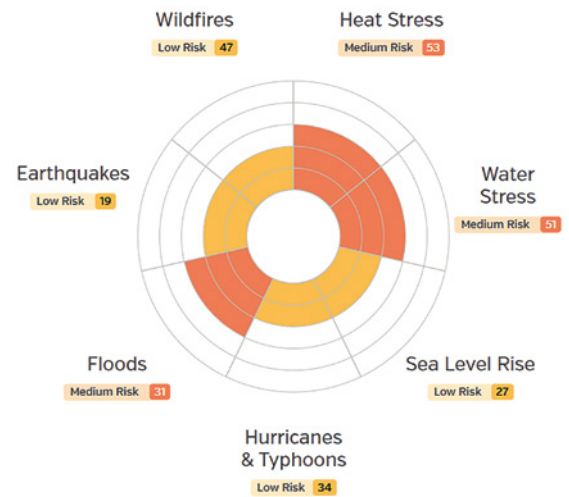 Wildfires
Low Risk 47
Heat Stress
Medium Risk 53
Earthquakes
Low Risk 19
Water
Stress
Medium Risk 51
Floods
Medium Risk 31
Sea Level Rise
Low Risk 27
Hurricanes
& Typhoons
Low Risk 34